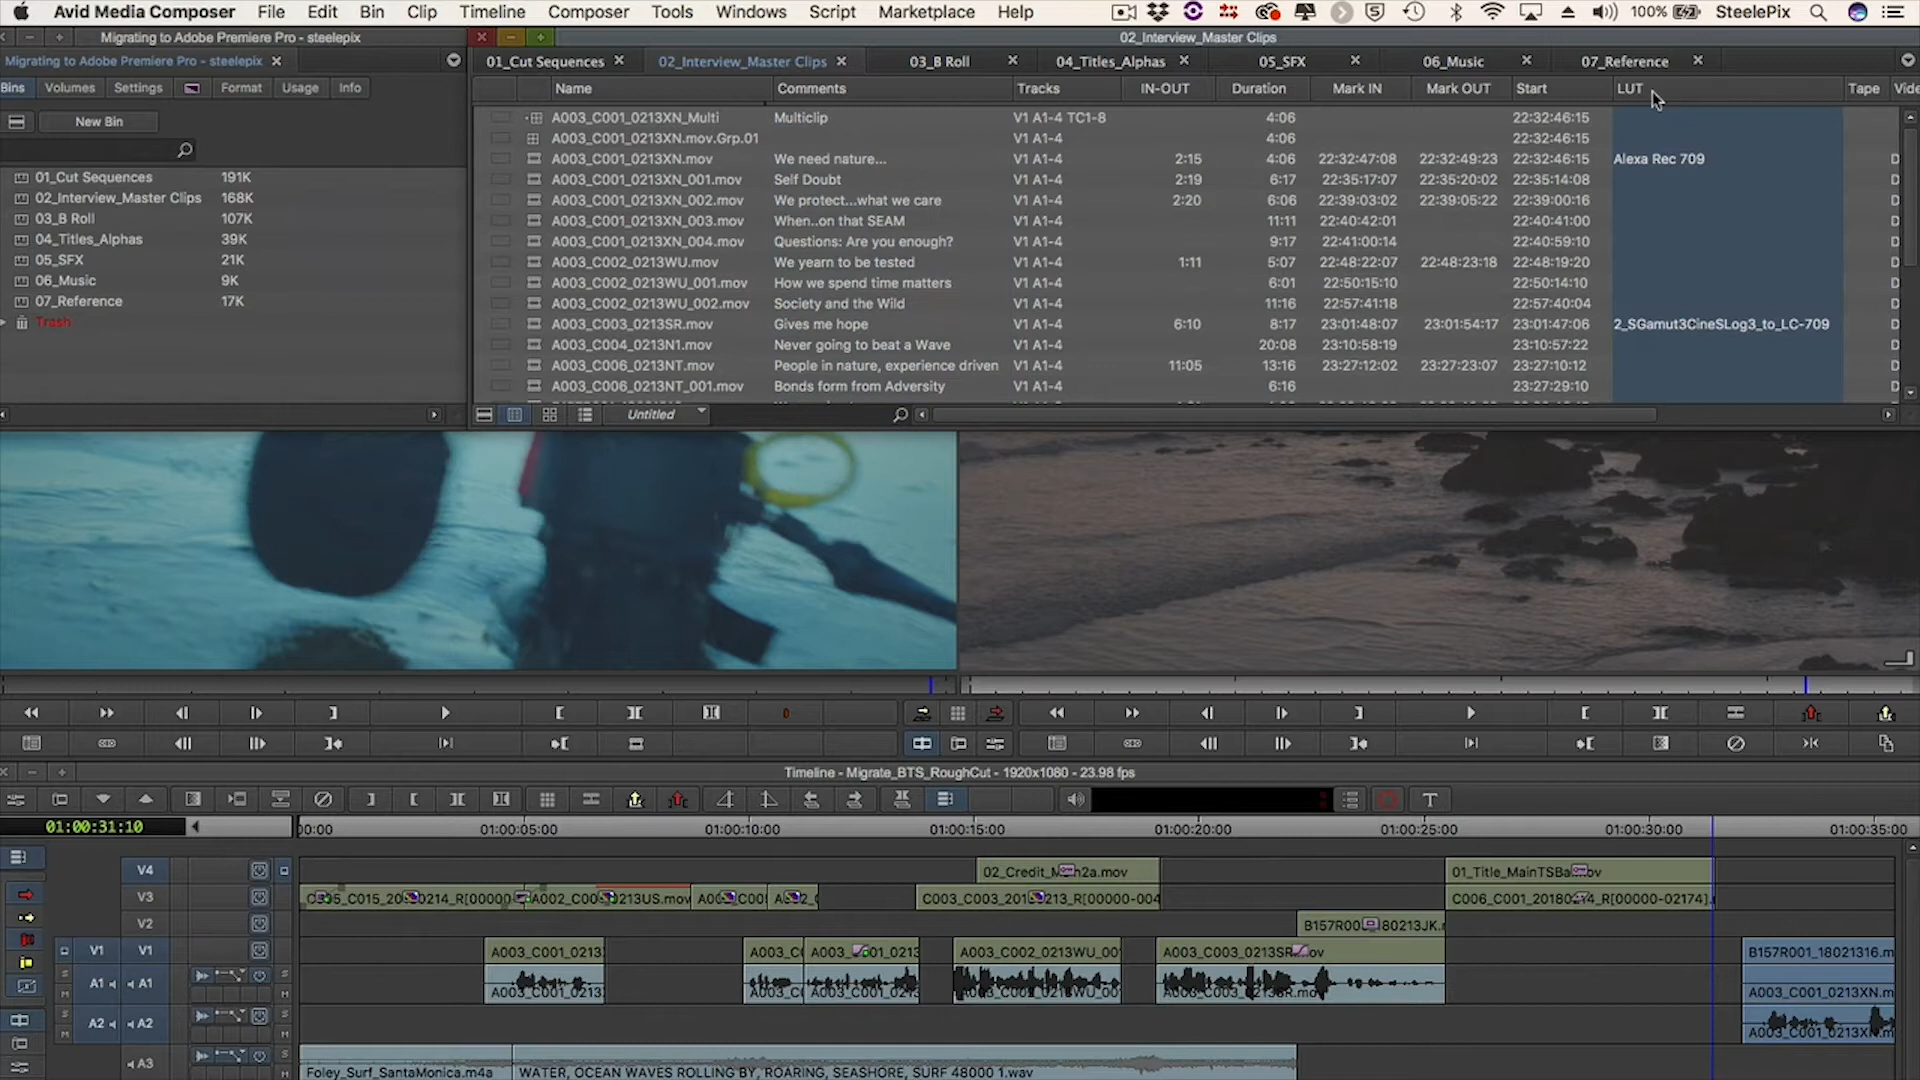 Avid Media Composer File Edit Bin Clip Timeline Composer Tools Windows Script Marketplace Help 100% SteelePix
Migrating to Adobe Premiere Pro - steelepix
02_Interview_Master Clips
Migrating to Adobe Premiere Pro - steelepix
01_Cut Sequences 02_Interview_Master Clips 03_B Roll 04_Titles_Alphas 05_SFX 06_Music 07_Reference
Bins Volumes Settings Format Usage Info
Name Comments Tracks IN-OUT Duration Mark IN Mark OUT Start LUT Tape Vide
New Bin
01_Cut Sequences 191K
02_Interview_Master Clips 168K
03_B Roll 107K
04_Titles_Alphas 39K
05_SFX 21K
06_Music 9K
07_Reference 17K
Trash
A003_C001_0213XN_Multi Multiclip V1 A1-4 TC1-8 4:06 22:32:46:15
A003_C001_0213XN.mov.Grp.01 V1 A1-4 4:06 22:32:46:15
A003_C001_0213XN.mov We need nature... V1 A1-4 2:15 4:06 22:32:47:08 22:32:49:23 22:32:46:15 Alexa Rec 709 D
A003_C001_0213XN_001.mov Self Doubt V1 A1-4 2:19 6:17 22:35:17:07 22:35:20:02 22:35:14:08 D
A003_C001_0213XN_002.mov We protect...what we care V1 A1-4 2:20 6:06 22:39:03:02 22:39:05:22 22:39:00:16 D
A003_C001_0213XN_003.mov When..on that SEAM V1 A1-4 11:11 22:40:42:01 22:40:41:00 D
A003_C001_0213XN_004.mov Questions: Are you enough? V1 A1-4 9:17 22:41:00:14 22:40:59:10 D
A003_C002_0213WU.mov We yearn to be tested V1 A1-4 1:11 5:07 22:48:22:07 22:48:23:18 22:48:19:20 D
A003_C002_0213WU_001.mov How we spend time matters V1 A1-4 6:01 22:50:15:10 22:50:14:10 D
A003_C002_0213WU_002.mov Society and the Wild V1 A1-4 11:16 22:57:41:18 22:57:40:04 D
A003_C003_0213SR.mov Gives me hope V1 A1-4 6:10 8:17 23:01:48:07 23:01:54:17 23:01:47:06 2_SGamut3CineSLog3_to_LC-709 D
A003_C004_0213N1.mov Never going to beat a Wave V1 A1-4 20:08 23:10:58:19 23:10:57:22 D
A003_C006_0213NT.mov People in nature, experience driven V1 A1-4 11:05 13:16 23:27:12:02 23:27:23:07 23:27:10:12 D
A003_C006_0213NT_001.mov Bonds form from Adversity V1 A1-4 6:16 23:27:29:10 D
Untitled
Timeline - Migrate_BTS_RoughCut - 1920x1080 - 23.98 fps
01:00:31:10 00:00 01:00:05:00 01:00:10:00 01:00:15:00 01:00:20:00 01:00:25:00 01:00:30:00 01:00:35:00
V4
V3 A002_C00 213US.mov C003_C003_201 213_R[00000-004
V2
V1 V1 A003_C001_0213 A003_C A003_C002_0213WU_00 A003_C003_0213SR ov B157R001_18021316.m
A1 A1 A003_C001_0213 A003_C001_0213XN.m
A2 A2
A3 Foley_Surf_SantaMonica.m4a WATER, OCEAN WAVES ROLLING BY, ROARING, SEASHORE, SURF 48000 1.wav